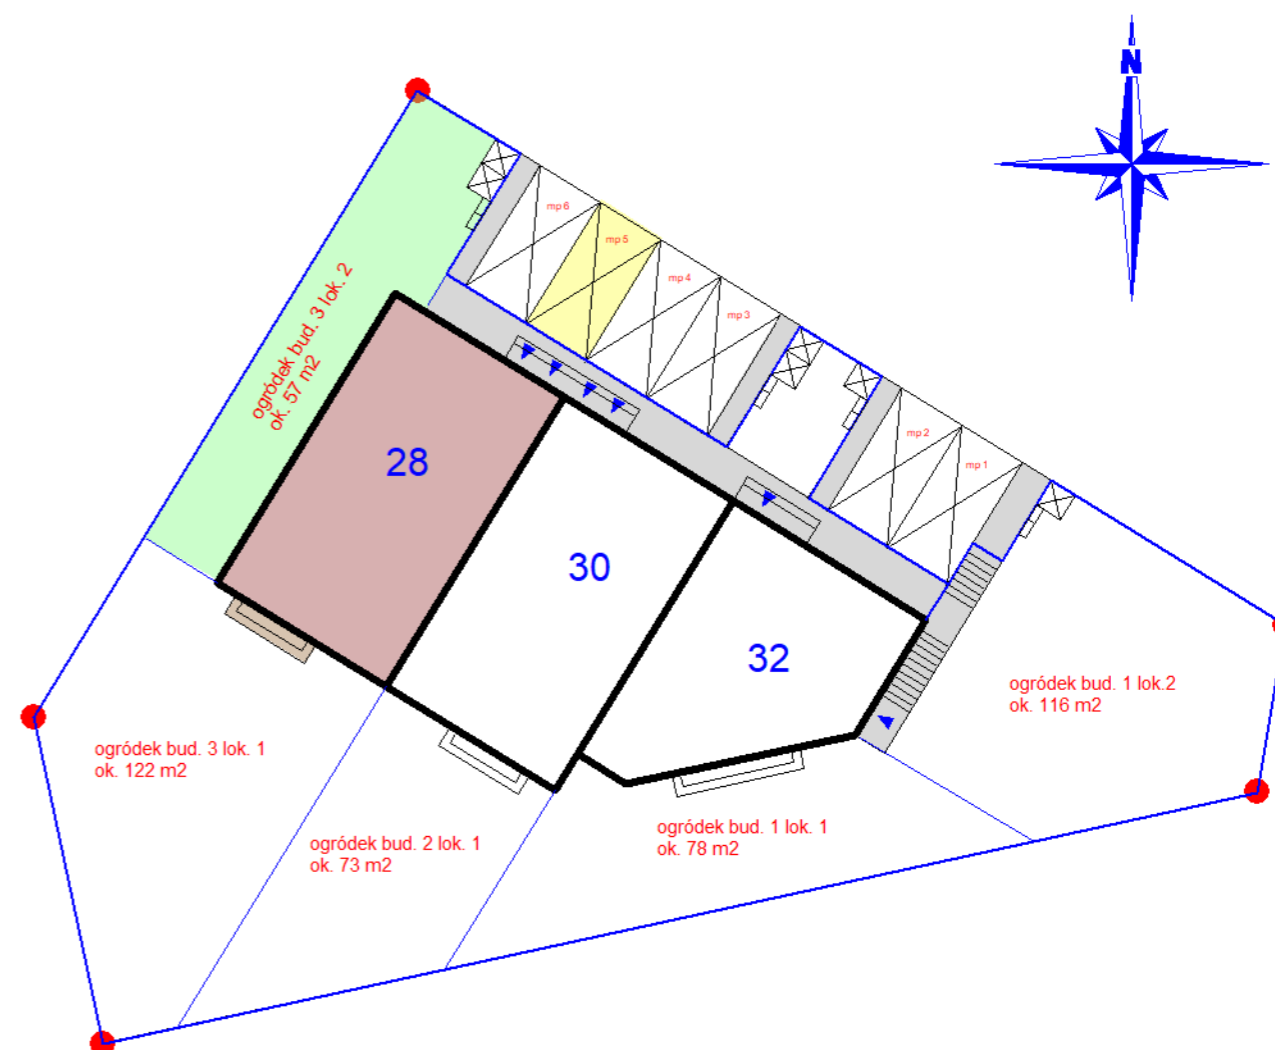 N
mp 6
mp 5
mp 4
mp 3
mp 2
mp 1
ogródek bud. 3 lok. 2
ok. 57 m2
28
30
32
ogródek bud. 1 lok.2
ok. 116 m2
ogródek bud. 3 lok. 1
ok. 122 m2
ogródek bud. 2 lok. 1
ok. 73 m2
ogródek bud. 1 lok. 1
ok. 78 m2